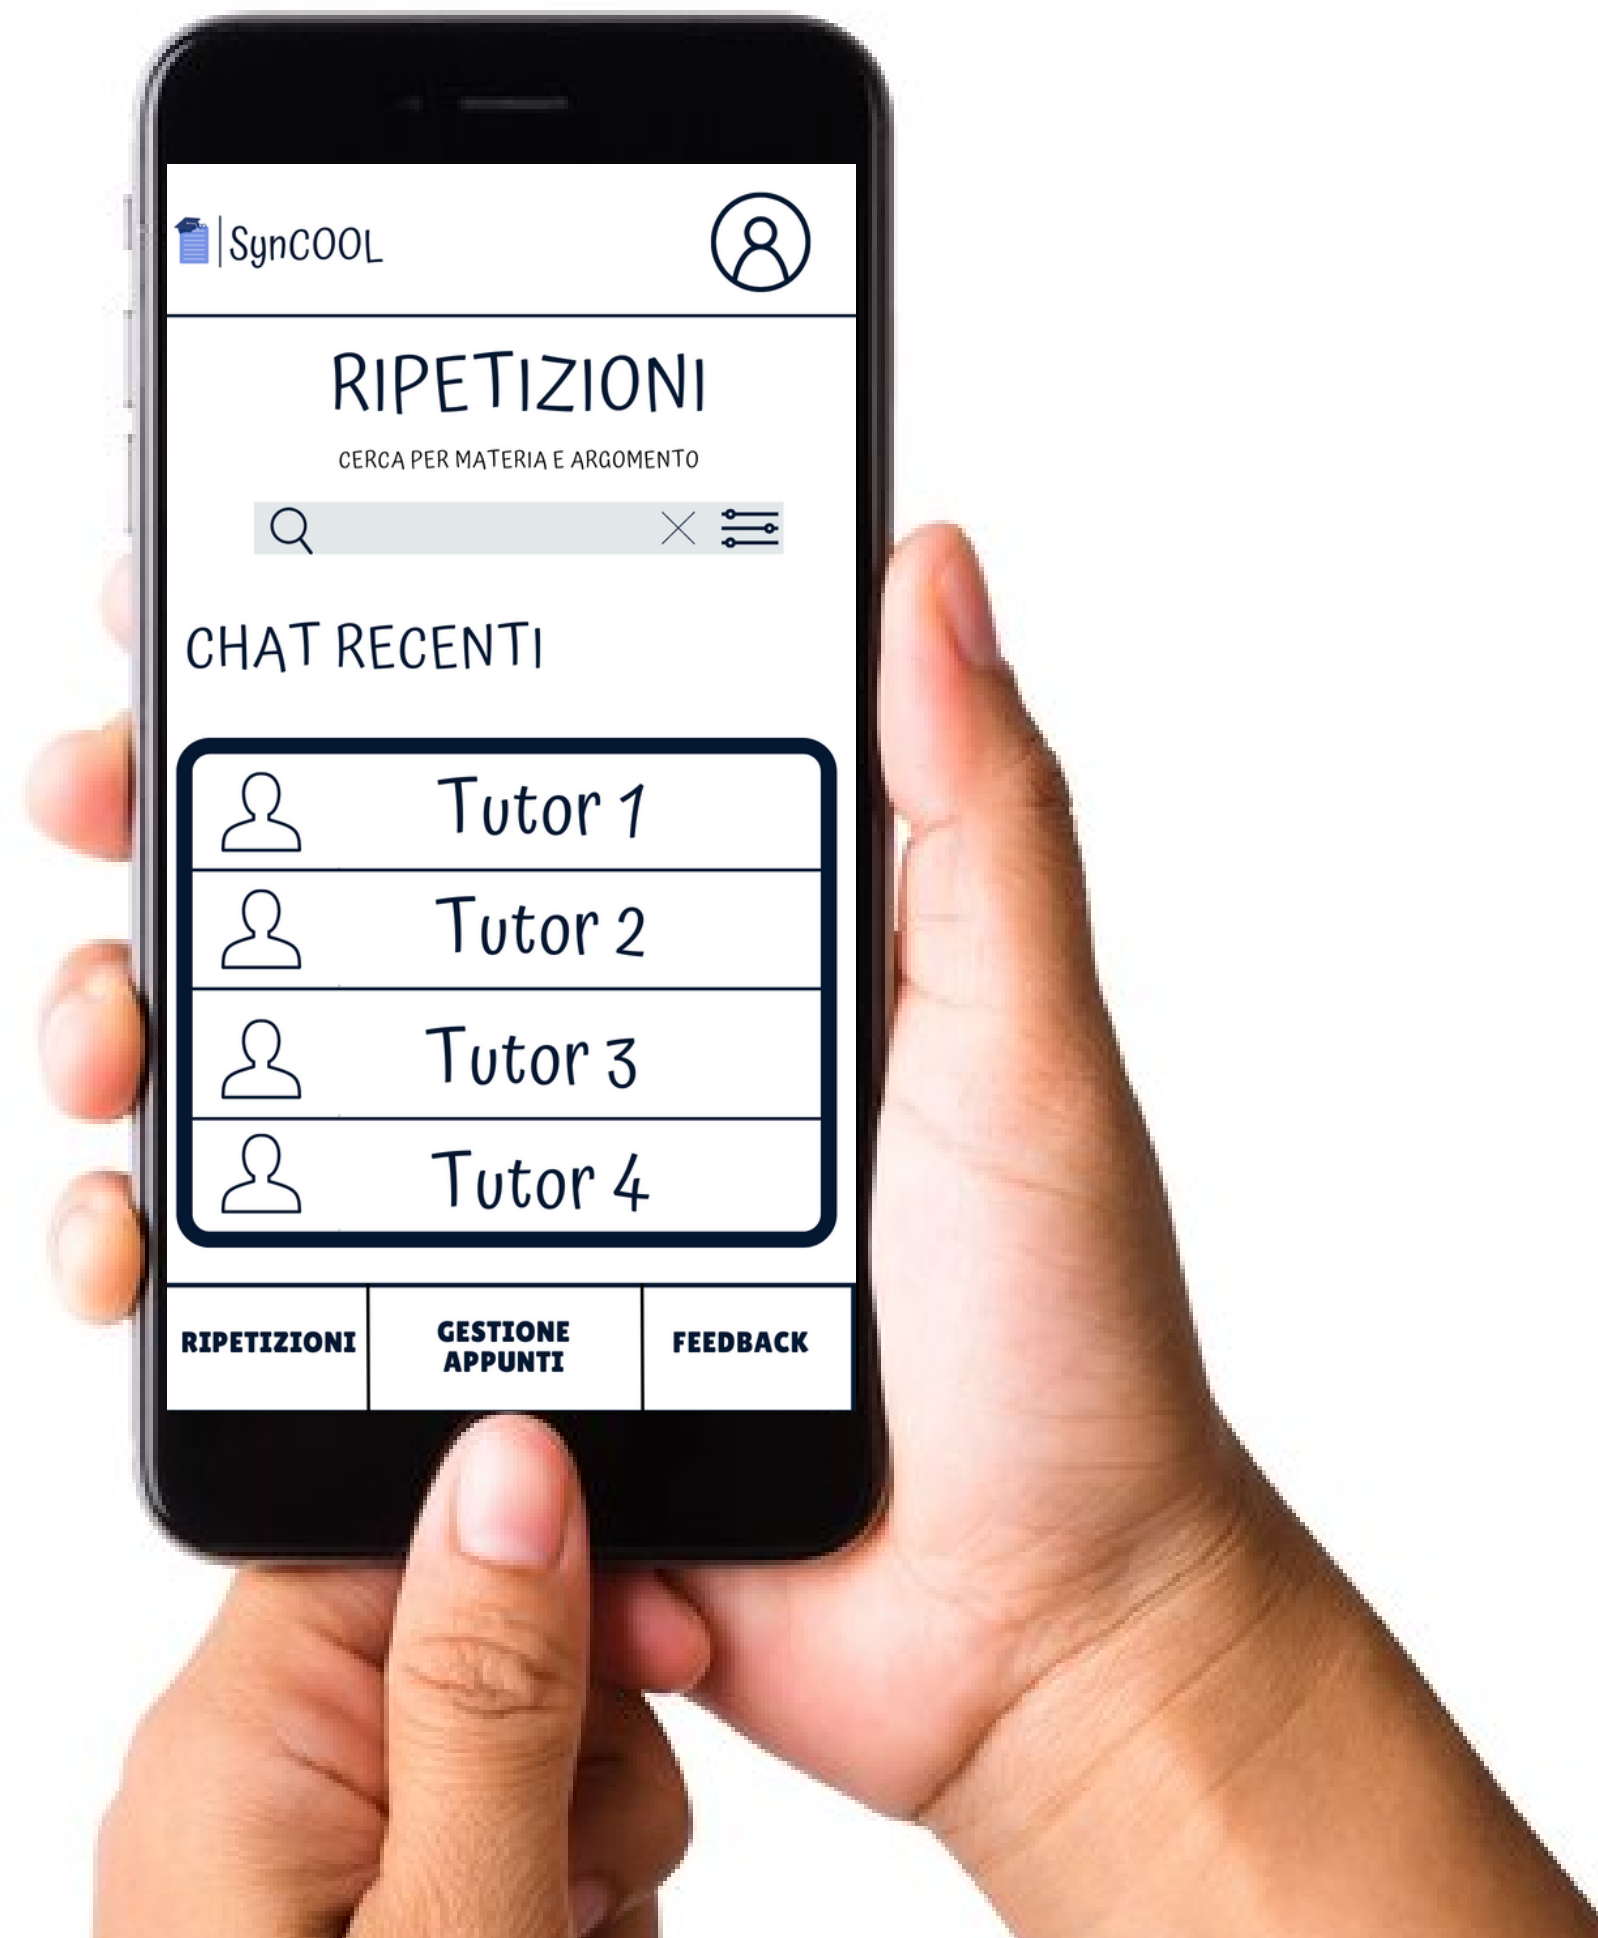 SynCOOL
RIPETIZIONI
CERCA PER MATERIA E ARGOMENTO
CHAT RECENTI
Tutor 1
Tutor 2
Tutor 3
Tutor 4
RIPETIZIONI
GESTIONE
APPUNTI
FEEDBACK